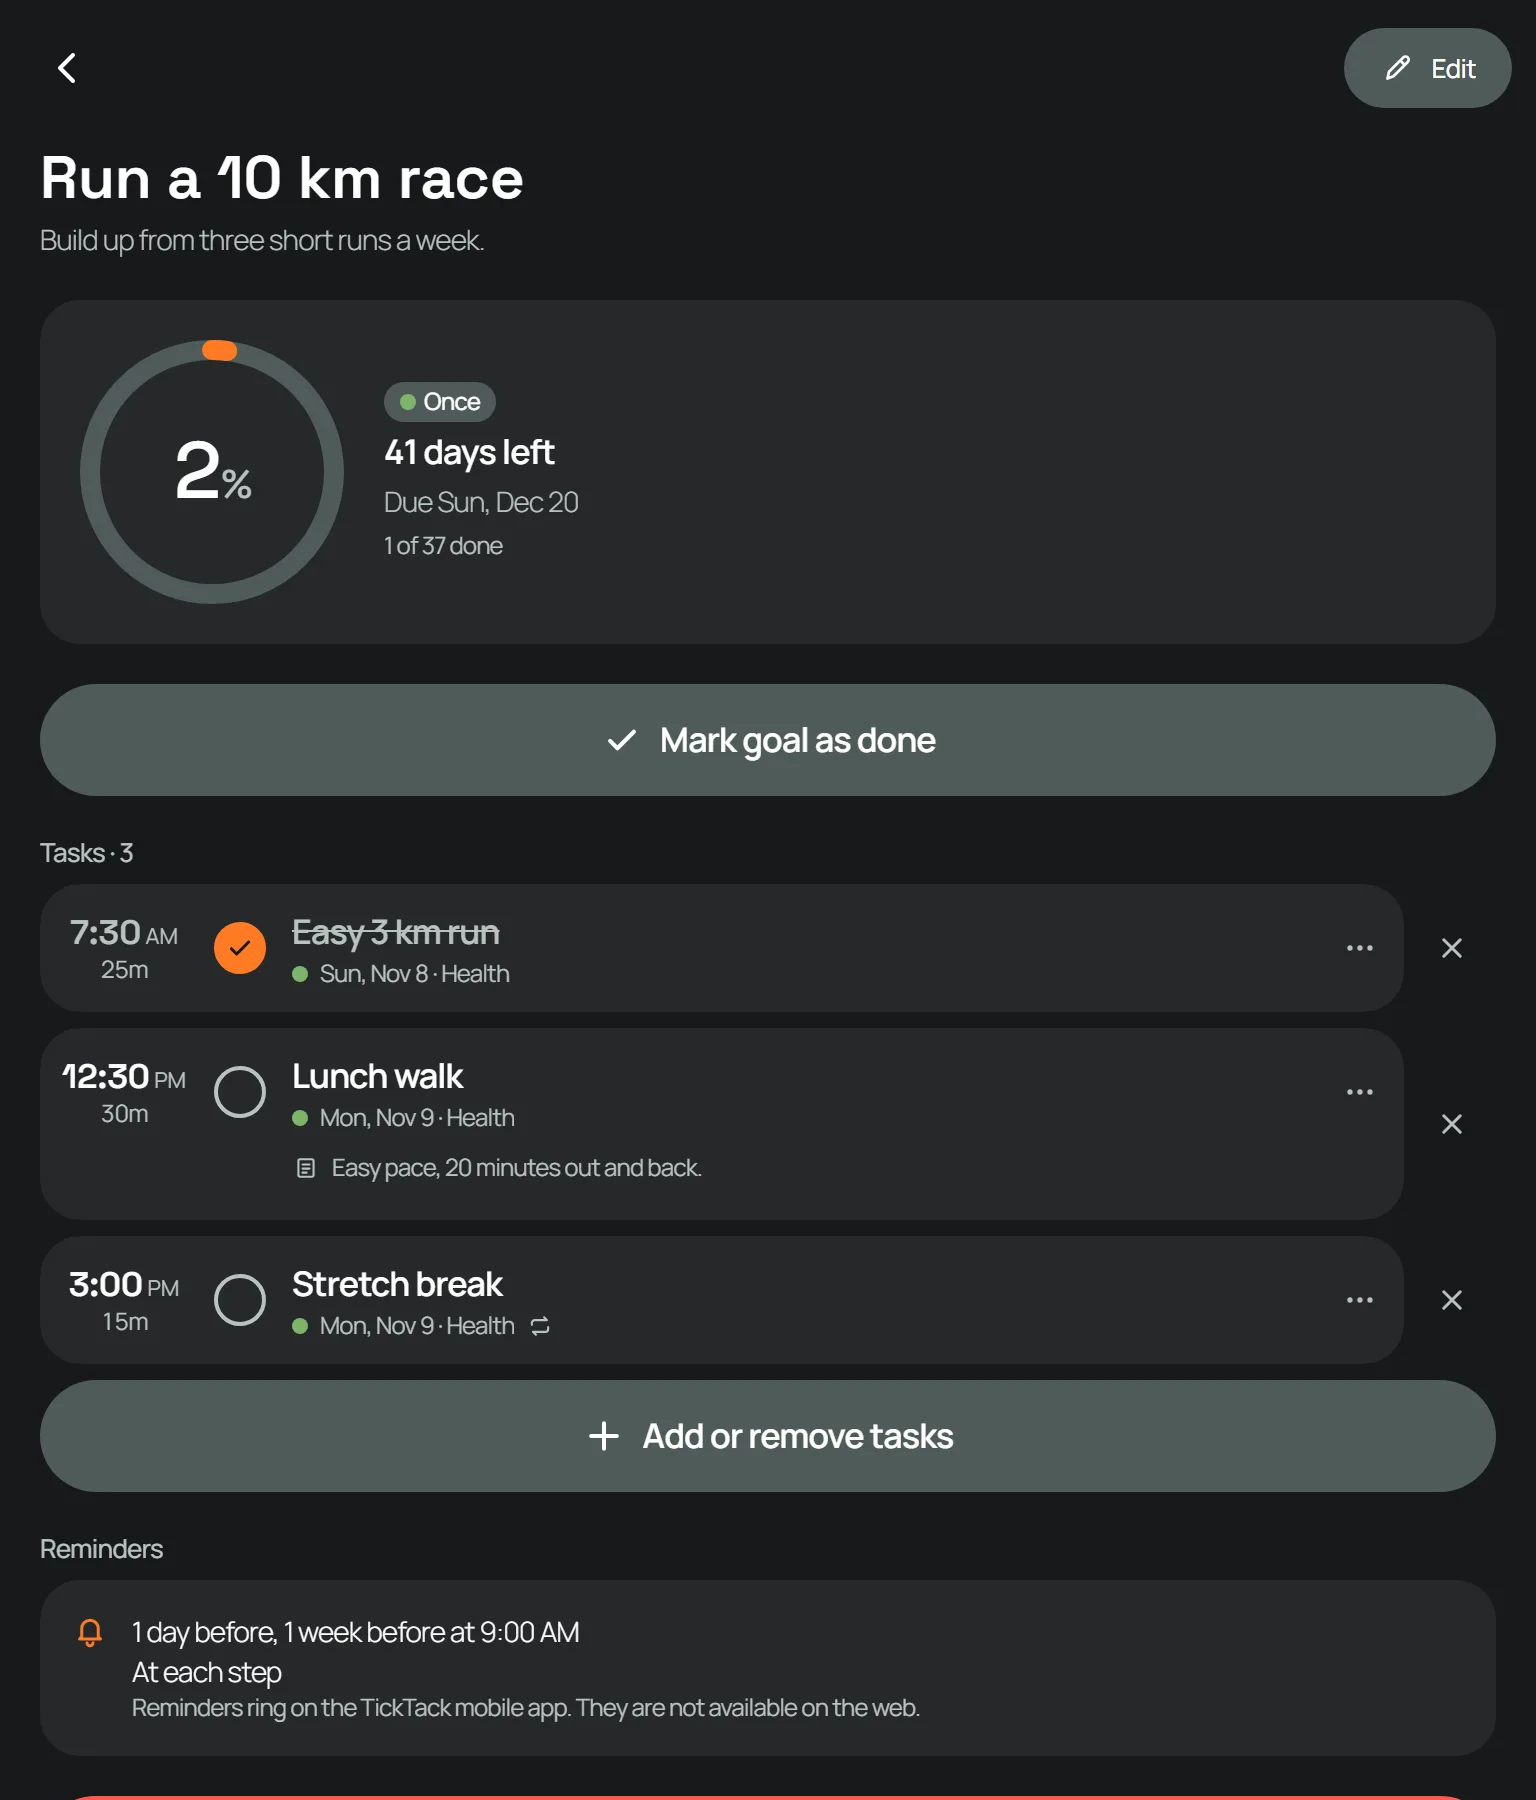 Edit
Run a 10 km race
Build up from three short runs a week.
2%
Once
41 days left
Due Sun, Dec 20
1 of 37 done
Mark goal as done
Tasks · 3
7:30 AM
25m
Easy 3 km run
Sun, Nov 8 · Health
12:30 PM
30m
Lunch walk
Mon, Nov 9 · Health
Easy pace, 20 minutes out and back.
3:00 PM
15m
Stretch break
Mon, Nov 9 · Health
Add or remove tasks
Reminders
1 day before, 1 week before at 9:00 AM
At each step
Reminders ring on the TickTack mobile app. They are not available on the web.